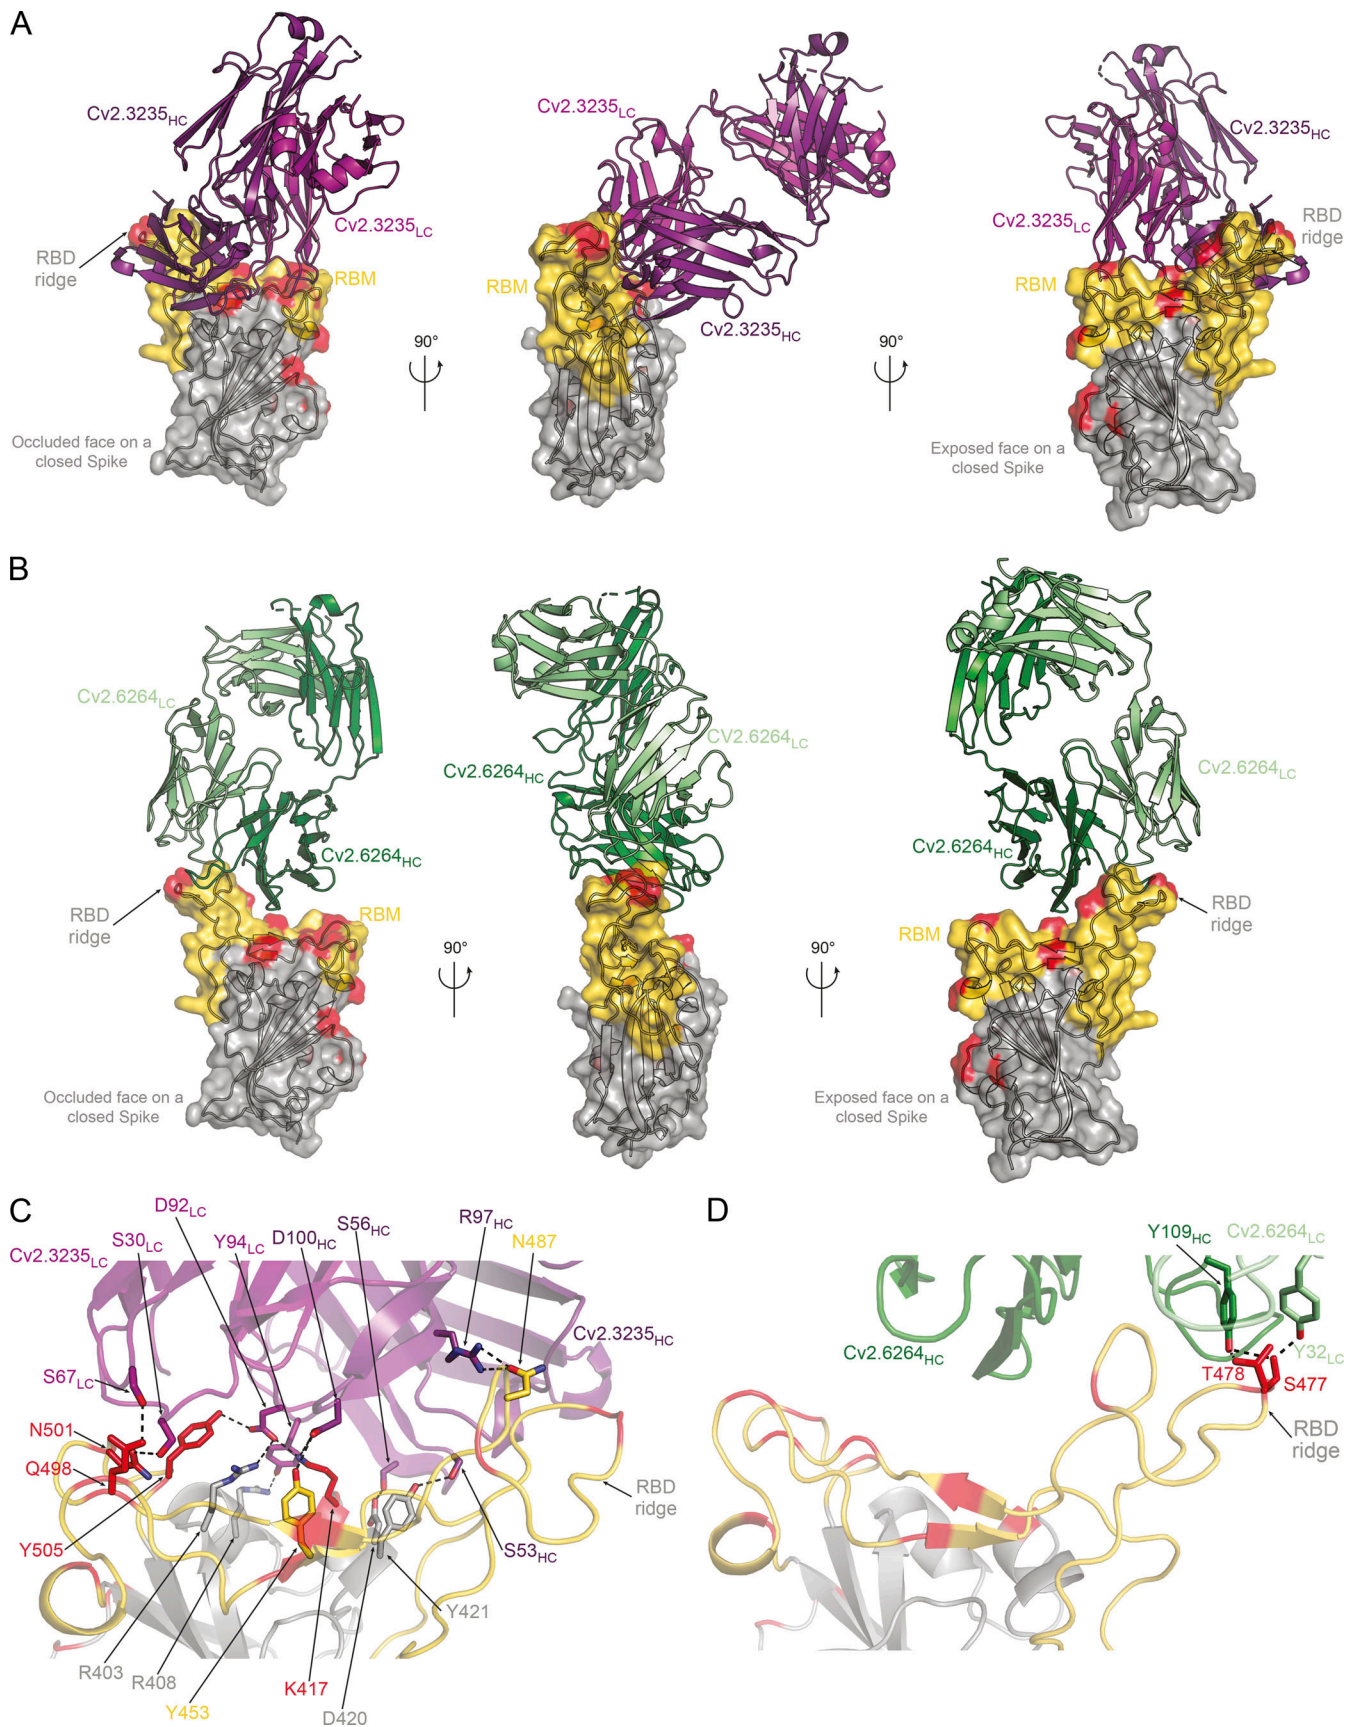 A
Cv2.3235HC
Cv2.3235LC
RBD
ridge
RBM
Occluded face on a
closed Spike
90°
Cv2.3235LC
RBM
Cv2.3235HC
90°
Cv2.3235HC
Cv2.3235LC
RBD
ridge
RBM
Exposed face on a
closed Spike
B
Cv2.6264LC
Cv2.6264HC
RBD
ridge
RBM
Occluded face on a
closed Spike
90°
CV2.6264LC
Cv2.6264HC
90°
Cv2.6264LC
Cv2.6264HC
RBM
RBD
ridge
Exposed face on a
closed Spike
C
D92LC
S30LC
Cv2.3235LC
Y94LC
D100HC
S56HC
R97HC
N487
Cv2.3235HC
S67LC
N501
Q498
Y505
R403
R408
Y453
K417
D420
Y421
S53HC
RBD
ridge
D
Y109HC
Cv2.6264LC
Cv2.6264HC
Y32LC
T478
S477
RBD
ridge